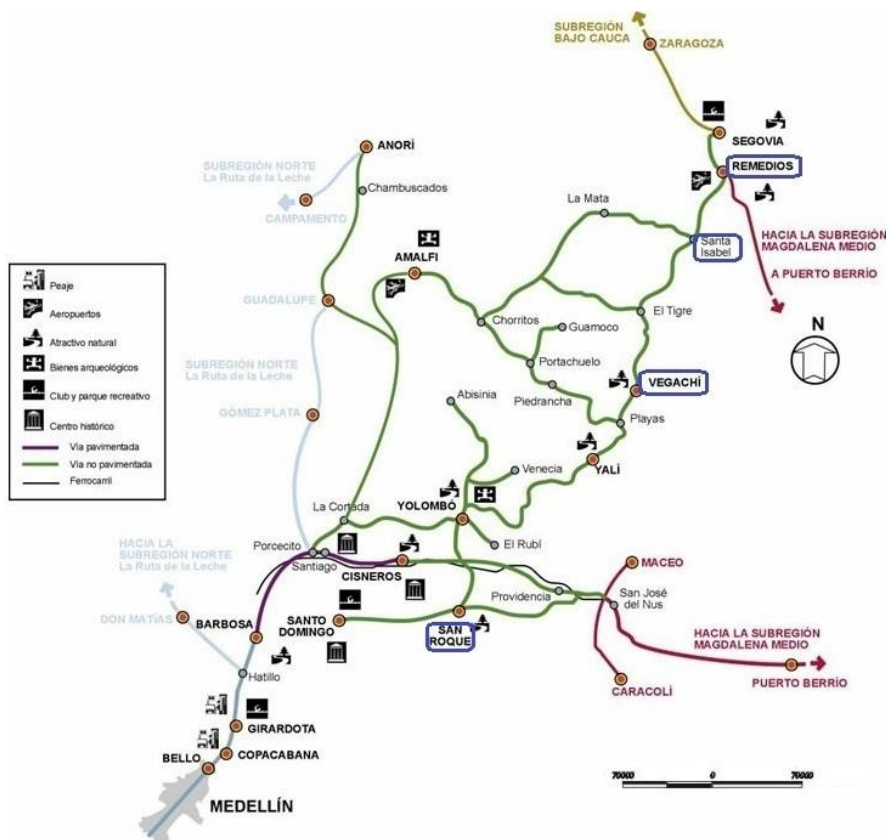 SUBREGIÓN
BAJO CAUCA
ZARAGOZA
SEGOVIA
ANORÍ
SUBREGIÓN NORTE
La Ruta de la Leche
Chambuscados
REMEDIOS
CAMPAMENTO
La Mata
HACIA LA SUBREGIÓN
MAGDALENA MEDIO
Santa
Isabel
AMALFI
A PUERTO BERRÍO
Peaje
Aeropuertos
Atractivo natural
Bienes arqueológicos
Club y parque recreativo
Centro histórico
Vía pavimentada
Vía no pavimentada
Ferrocarril
GUADALUPE
El Tigre
Chorritos
Guamoco
N
SUBREGIÓN NORTE
La Ruta de la Leche
Portachuelo
VEGACHÍ
Abisinia
Piedrancha
GÓMEZ PLATA
Playas
Venecia
YALÍ
La Cortada
YOLOMBÓ
El Rubí
HACIA LA
SUBREGIÓN NORTE
La Ruta de la Leche
Porcecito
Santiago
CISNEROS
MACEO
Providencia
San José
del Nus
DON MATÍAS
BARBOSA
SANTO
DOMINGO
SAN
ROQUE
HACIA LA SUBREGIÓN
MAGDALENA MEDIO
Hatillo
CARACOLÍ
PUERTO BERRÍO
GIRARDOTA
COPACABANA
BELLO
MEDELLÍN
70000 0 70000